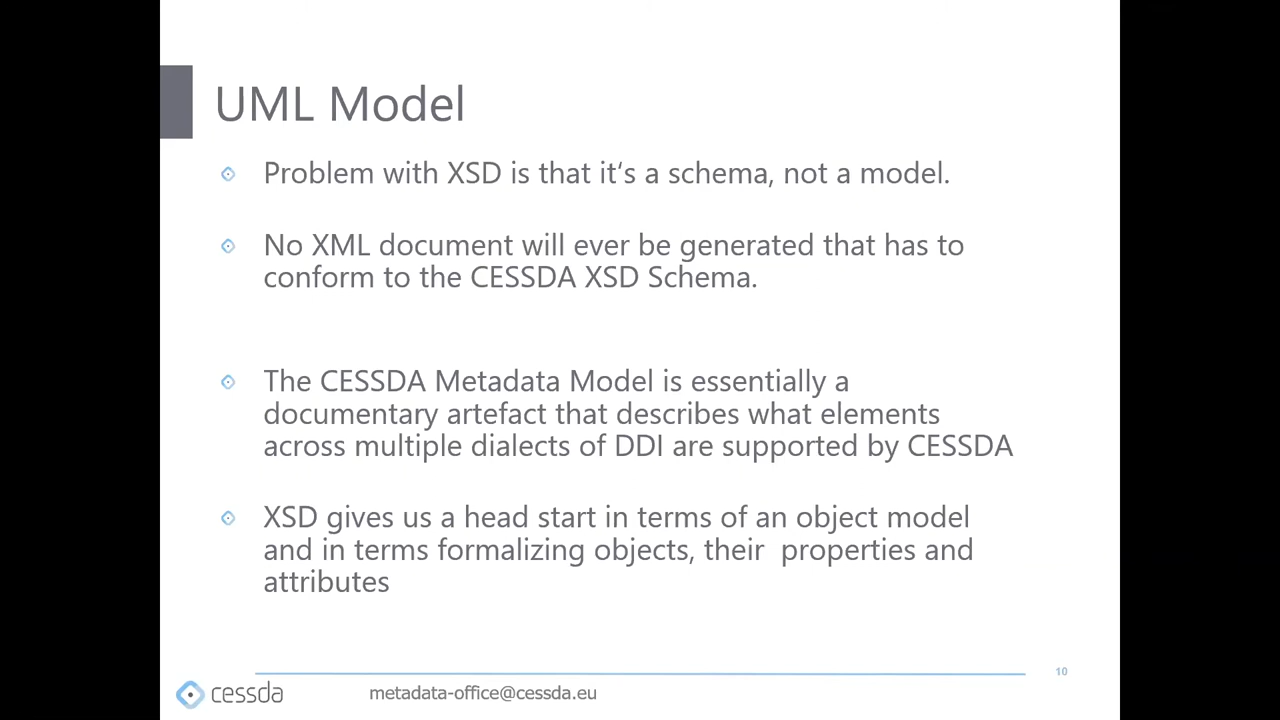 UML Model
Problem with XSD is that it‘s a schema, not a model.
No XML document will ever be generated that has to
conform to the CESSDA XSD Schema.
The CESSDA Metadata Model is essentially a
documentary artefact that describes what elements
across multiple dialects of DDI are supported by CESSDA
XSD gives us a head start in terms of an object model
and in terms formalizing objects, their  properties and
attributes
10
cessda
metadata-office@cessda.eu